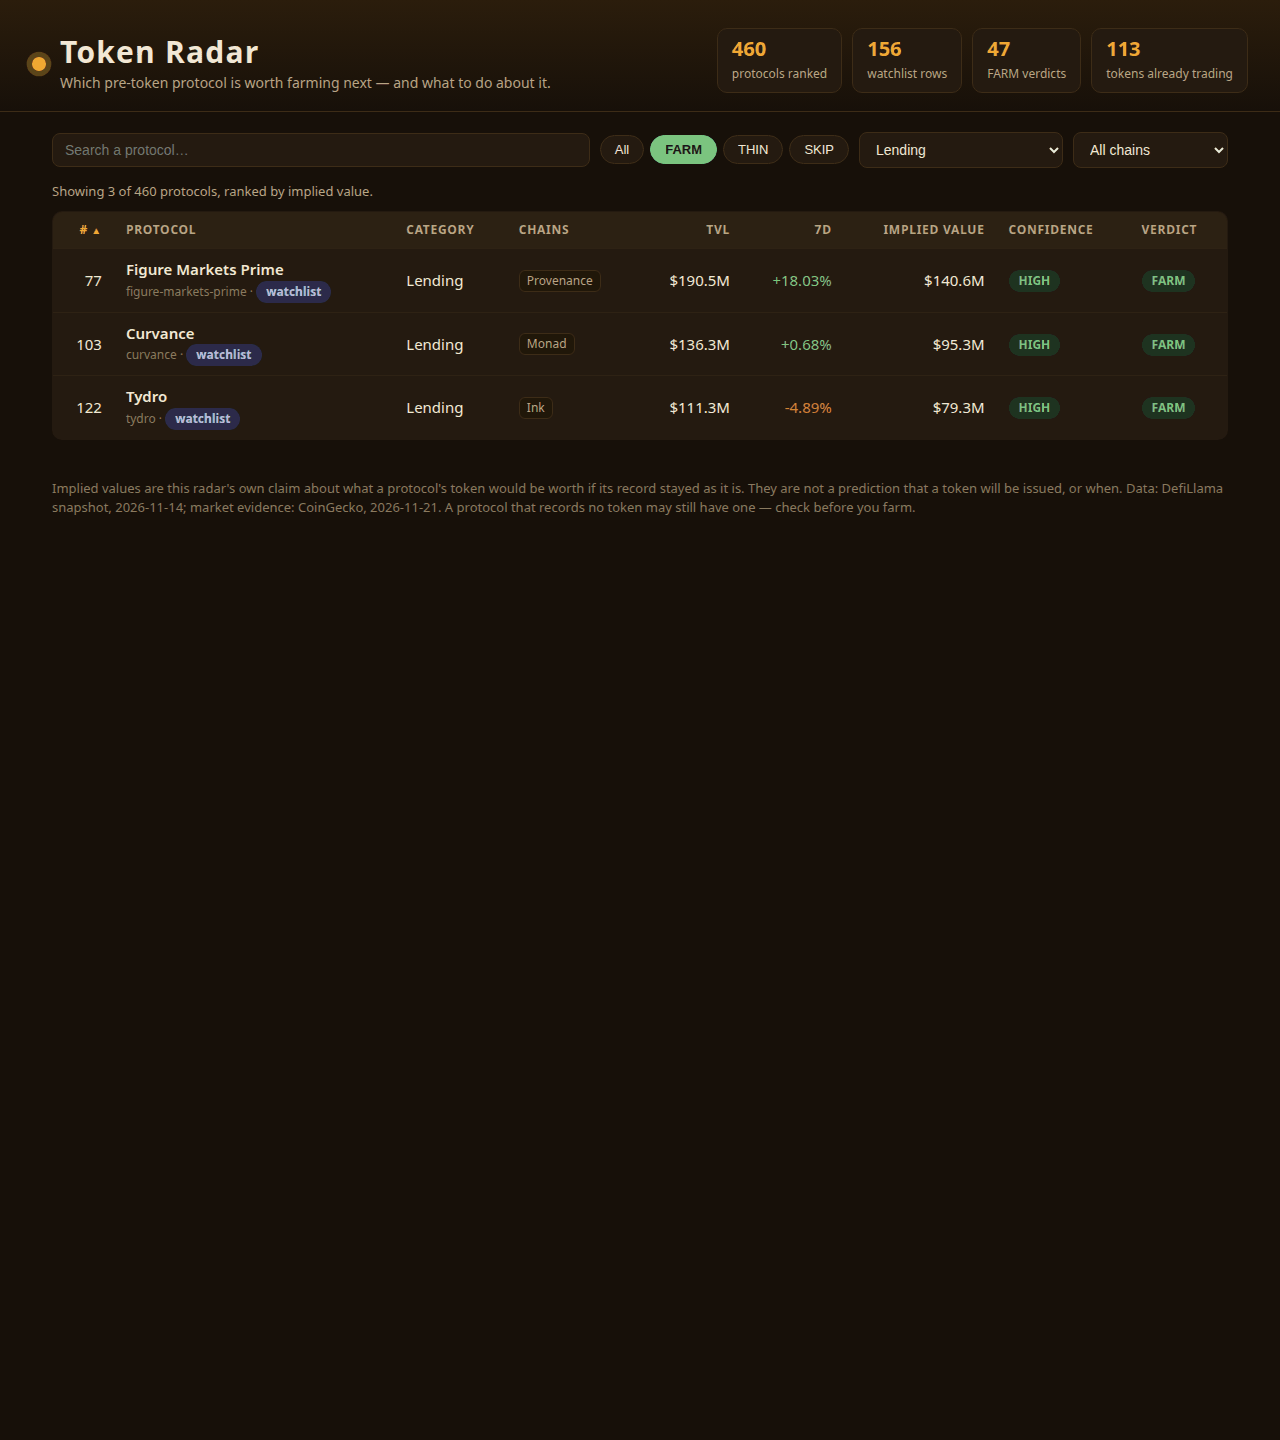 Token Radar
Which pre-token protocol is worth farming next — and what to do about it.
460
protocols ranked
156
watchlist rows
47
FARM verdicts
113
tokens already trading
Search a protocol…
All
FARM
THIN
SKIP
Lending
All chains
Showing 3 of 460 protocols, ranked by implied value.
# ▲ PROTOCOL CATEGORY CHAINS TVL 7D IMPLIED VALUE CONFIDENCE VERDICT
77 Figure Markets Prime Lending Provenance $190.5M +18.03% $140.6M HIGH FARM
figure-markets-prime · watchlist
103 Curvance Lending Monad $136.3M +0.68% $95.3M HIGH FARM
curvance · watchlist
122 Tydro Lending Ink $111.3M -4.89% $79.3M HIGH FARM
tydro · watchlist
Implied values are this radar's own claim about what a protocol's token would be worth if its record stayed as it is. They are not a prediction that a token will be issued, or when. Data: DefiLlama
snapshot, 2026-11-14; market evidence: CoinGecko, 2026-11-21. A protocol that records no token may still have one — check before you farm.